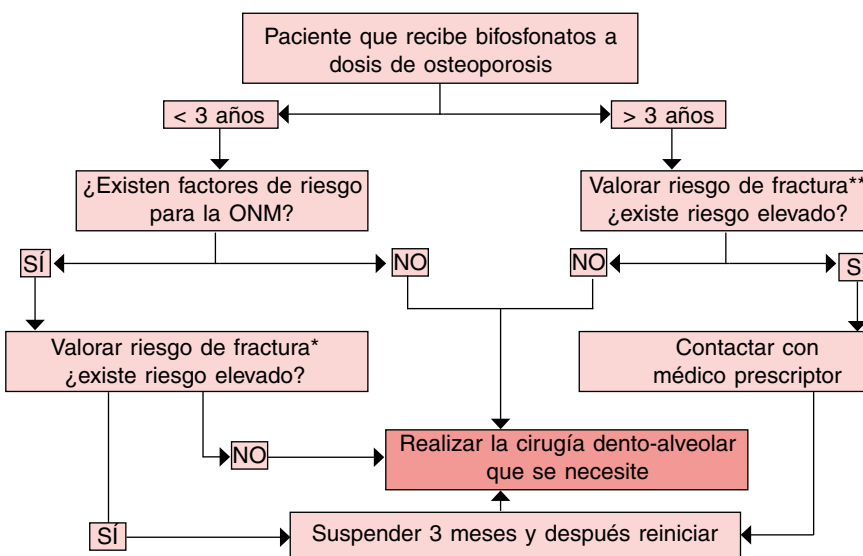 Paciente que recibe bifosfonatos a
dosis de osteoporosis
< 3 años
> 3 años
¿Existen factores de riesgo
para la ONM?
Valorar riesgo de fractura**
¿existe riesgo elevado?
SÍ
NO
NO
S
Valorar riesgo de fractura*
¿existe riesgo elevado?
Contactar con
médico prescriptor
Realizar la cirugía dento-alveolar
que se necesite
NO
SÍ
Suspender 3 meses y después reiniciar